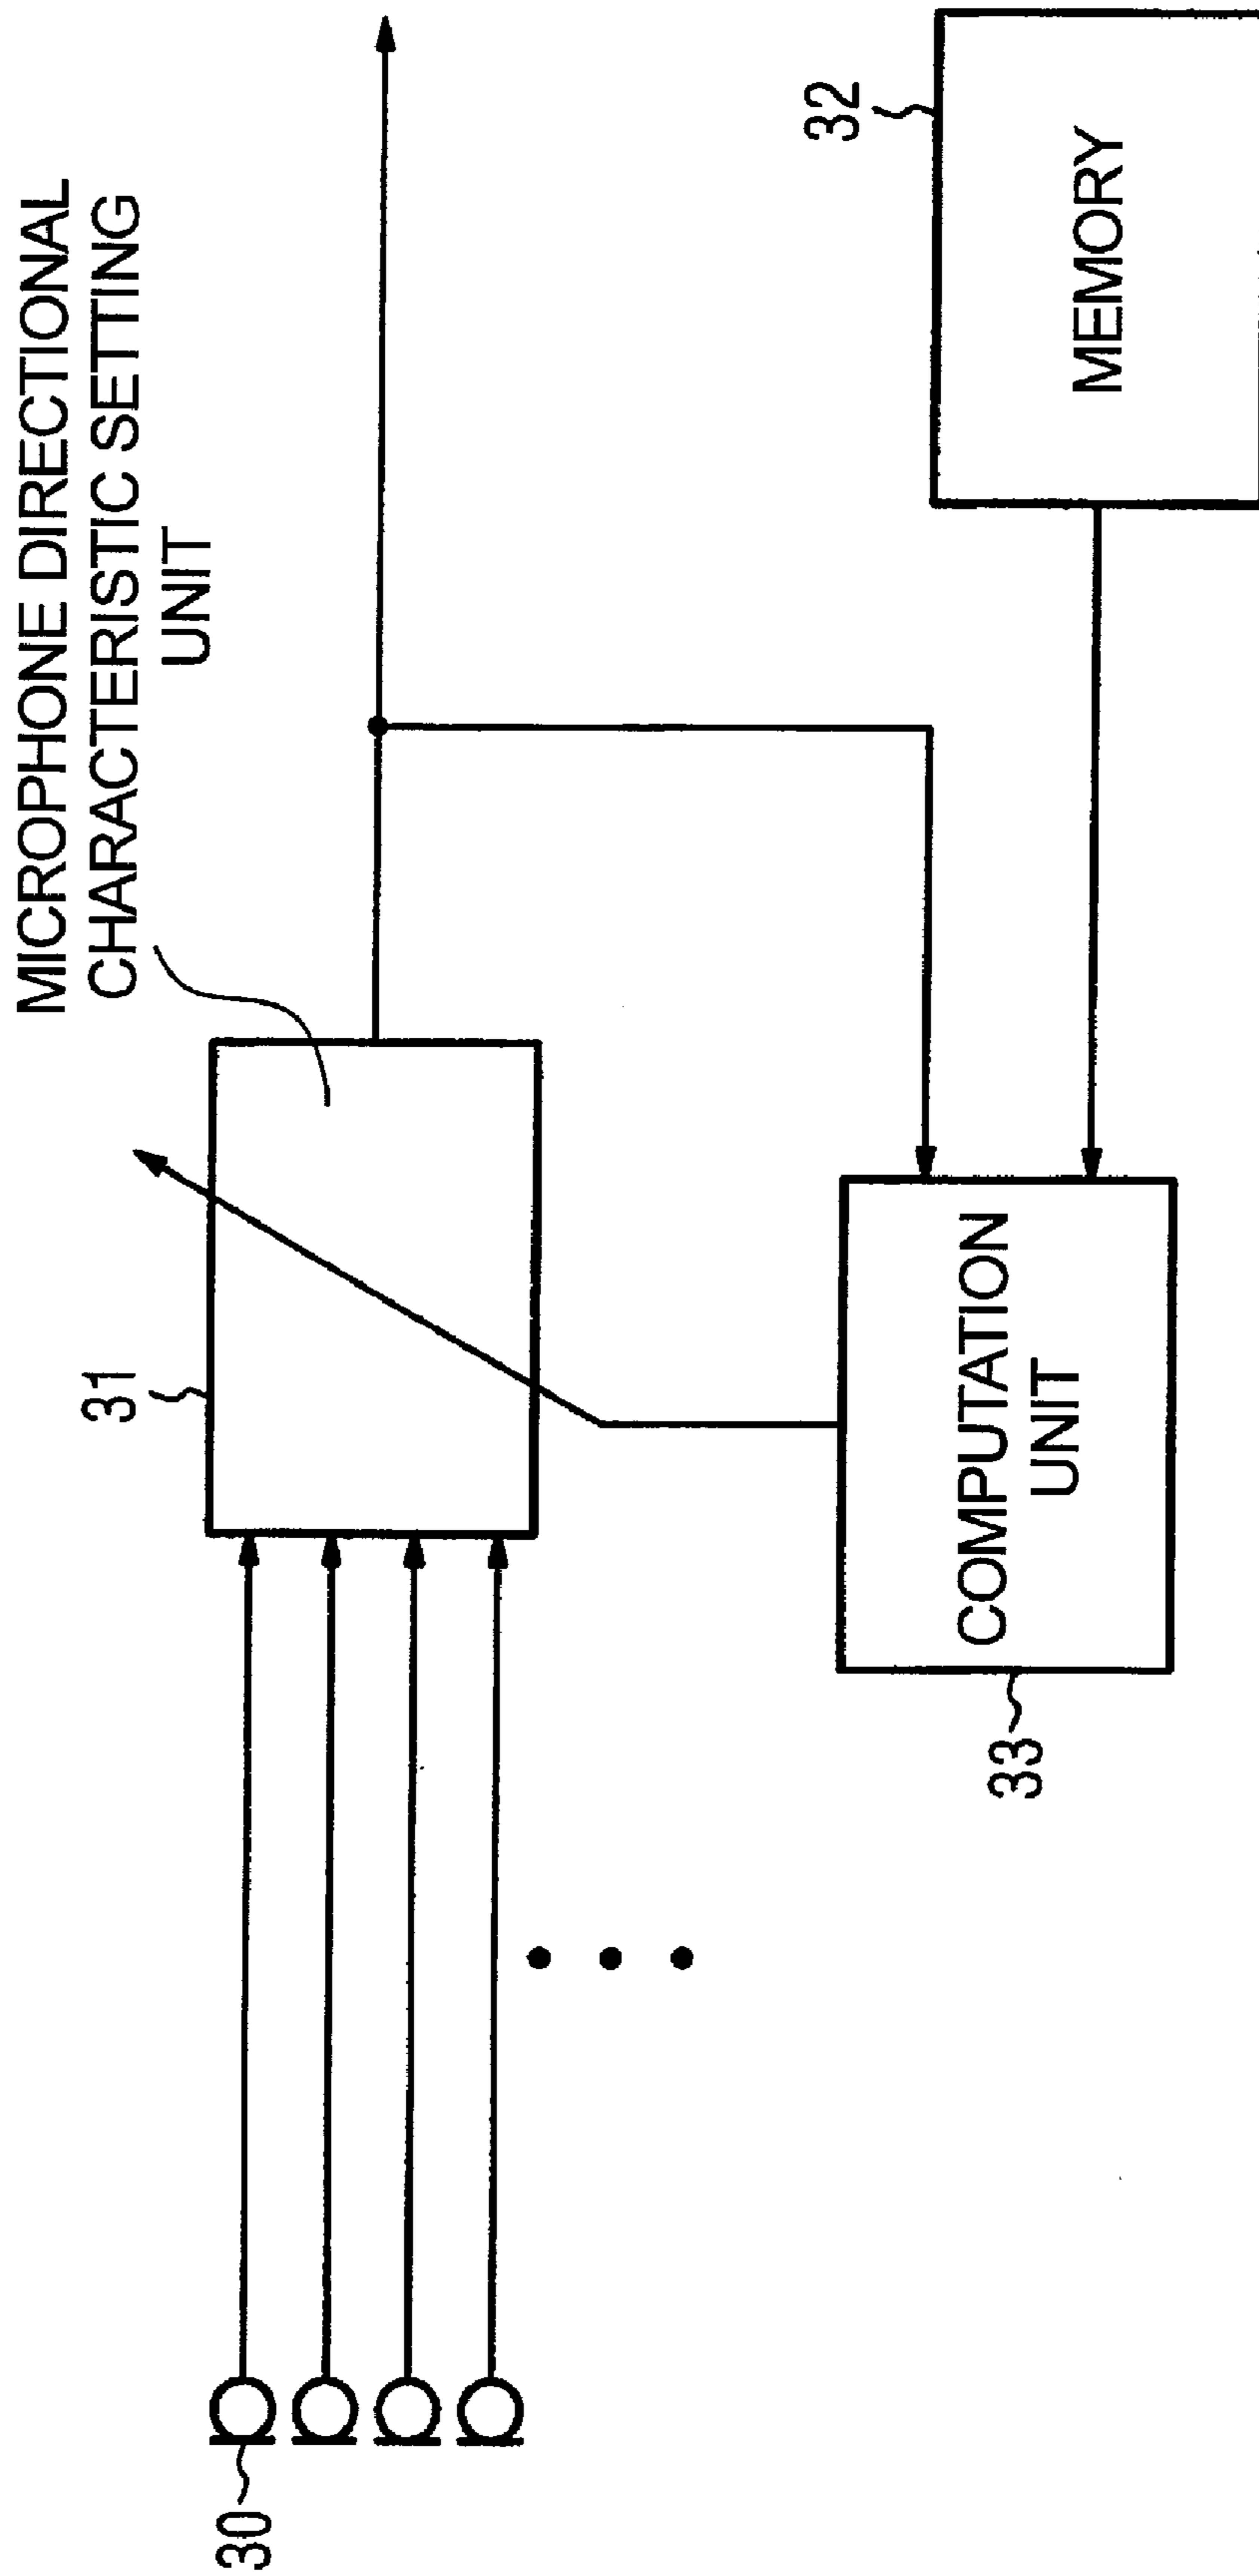 MICROPHONE DIRECTIONAL
CHARACTERISTIC SETTING
UNIT
31
30
32
MEMORY
COMPUTATION
UNIT
33